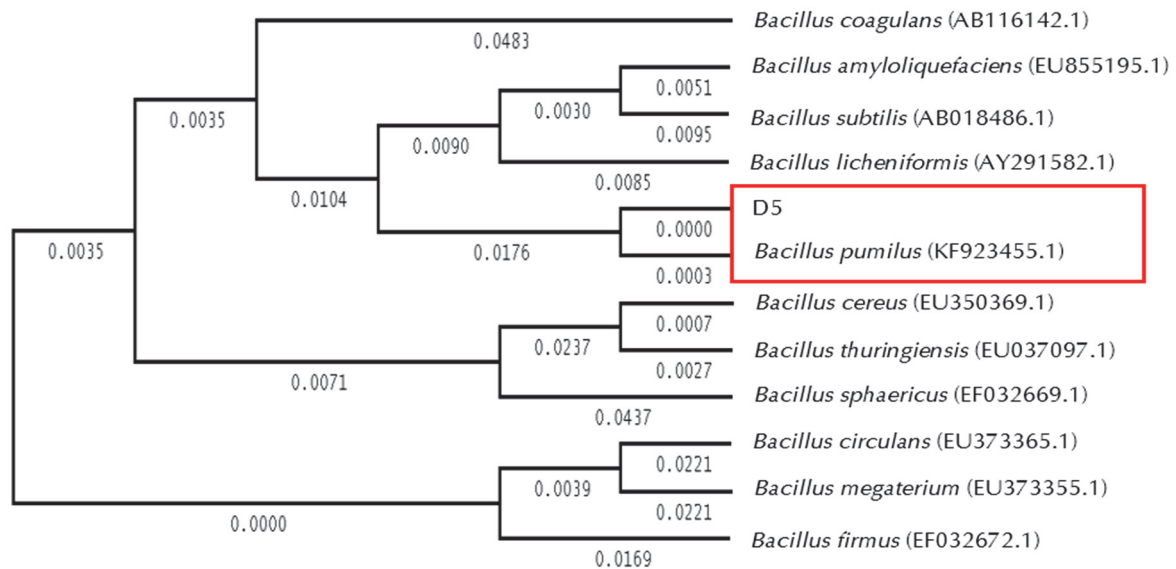 Bacillus coagulans (AB116142.1)
0.0483
Bacillus amyloliquefaciens (EU855195.1)
0.0051
0.0035
0.0030
Bacillus subtilis (AB018486.1)
0.0095
0.0090
Bacillus licheniformis (AY291582.1)
0.0085
0.0104
D5
0.0000
0.0035
0.0176
Bacillus pumilus (KF923455.1)
0.0003
Bacillus cereus (EU350369.1)
0.0007
0.0237
Bacillus thuringiensis (EU037097.1)
0.0027
0.0071
Bacillus sphaericus (EF032669.1)
0.0437
Bacillus circulans (EU373365.1)
0.0221
0.0039
Bacillus megaterium (EU373355.1)
0.0221
0.0000
Bacillus firmus (EF032672.1)
0.0169